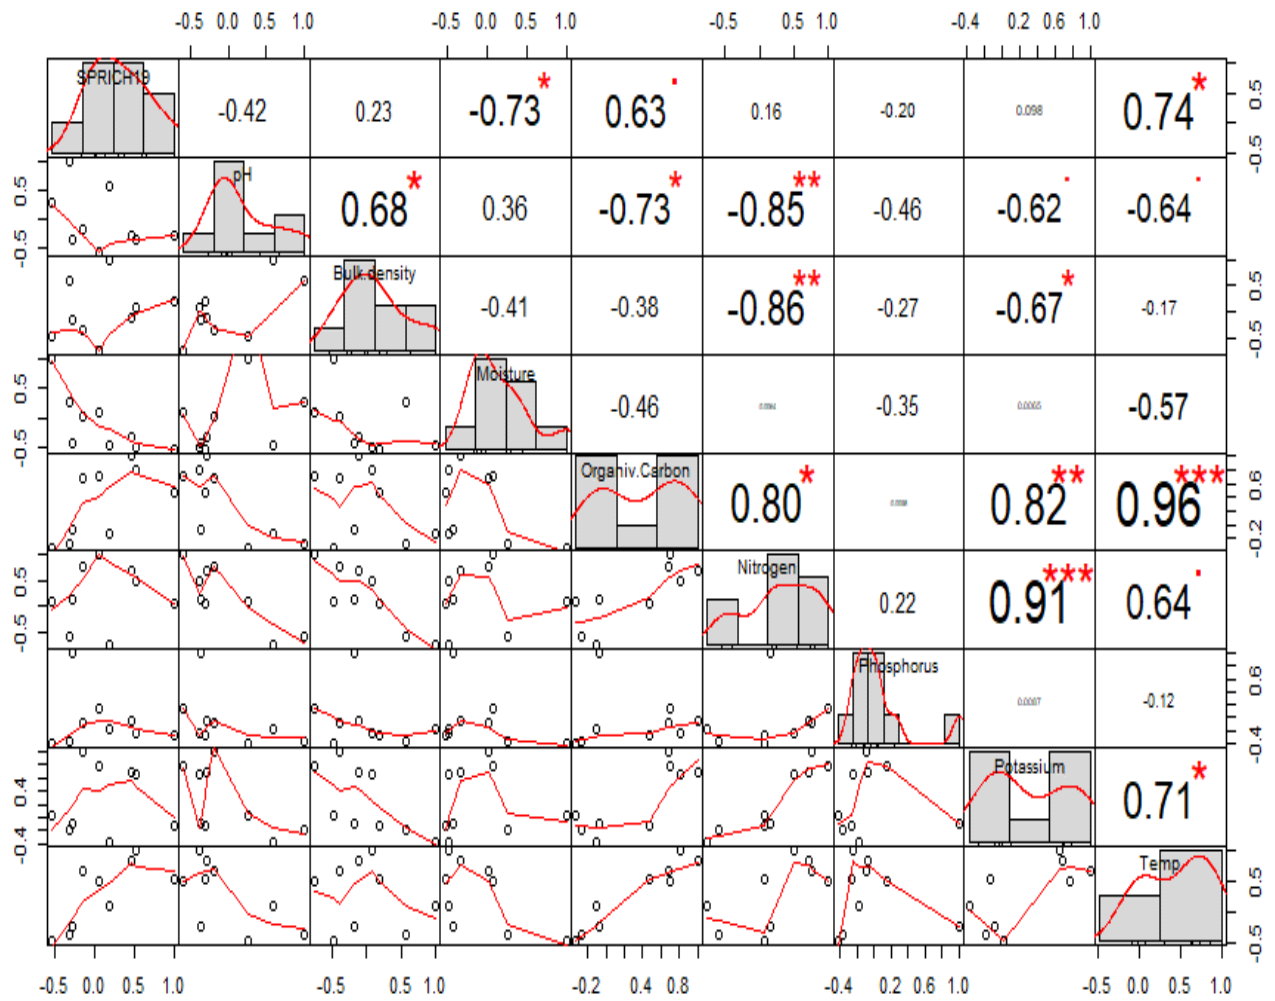 -0.5 0.0 0.5 1.0 -0.5 0.0 1.0 -0.5 0.5 1.0 -0.4 0.2 0.6 1.0
SPRICH19 -0.42 0.23 -0.73 * 0.63 . 0.16 -0.20 0.098 0.74 * -0.5 0.5
-0.5 0.5 pH 0.68 * 0.36 -0.73 * -0.85 ** -0.46 -0.62 . -0.64 .
Bulk.density -0.41 -0.38 -0.86 ** -0.27 -0.67 * -0.17 -0.5 0.5
-0.5 0.5 Moisture -0.46 -0.35 -0.57
Organiv.Carbon 0.80 * 0.82 ** 0.96 *** -0.2 0.6
-0.5 0.5 Nitrogen 0.22 0.91 *** 0.64 .
Phosphorus -0.12 -0.4 0.6
-0.4 0.4 Potassium 0.71 *
Temp -0.5 0.5
-0.5 0.0 0.5 1.0 -0.5 0.5 -0.5 0.0 0.5 1.0 -0.2 0.4 0.8 -0.4 0.2 0.6 1.0 -0.5 0.0 0.5 1.0